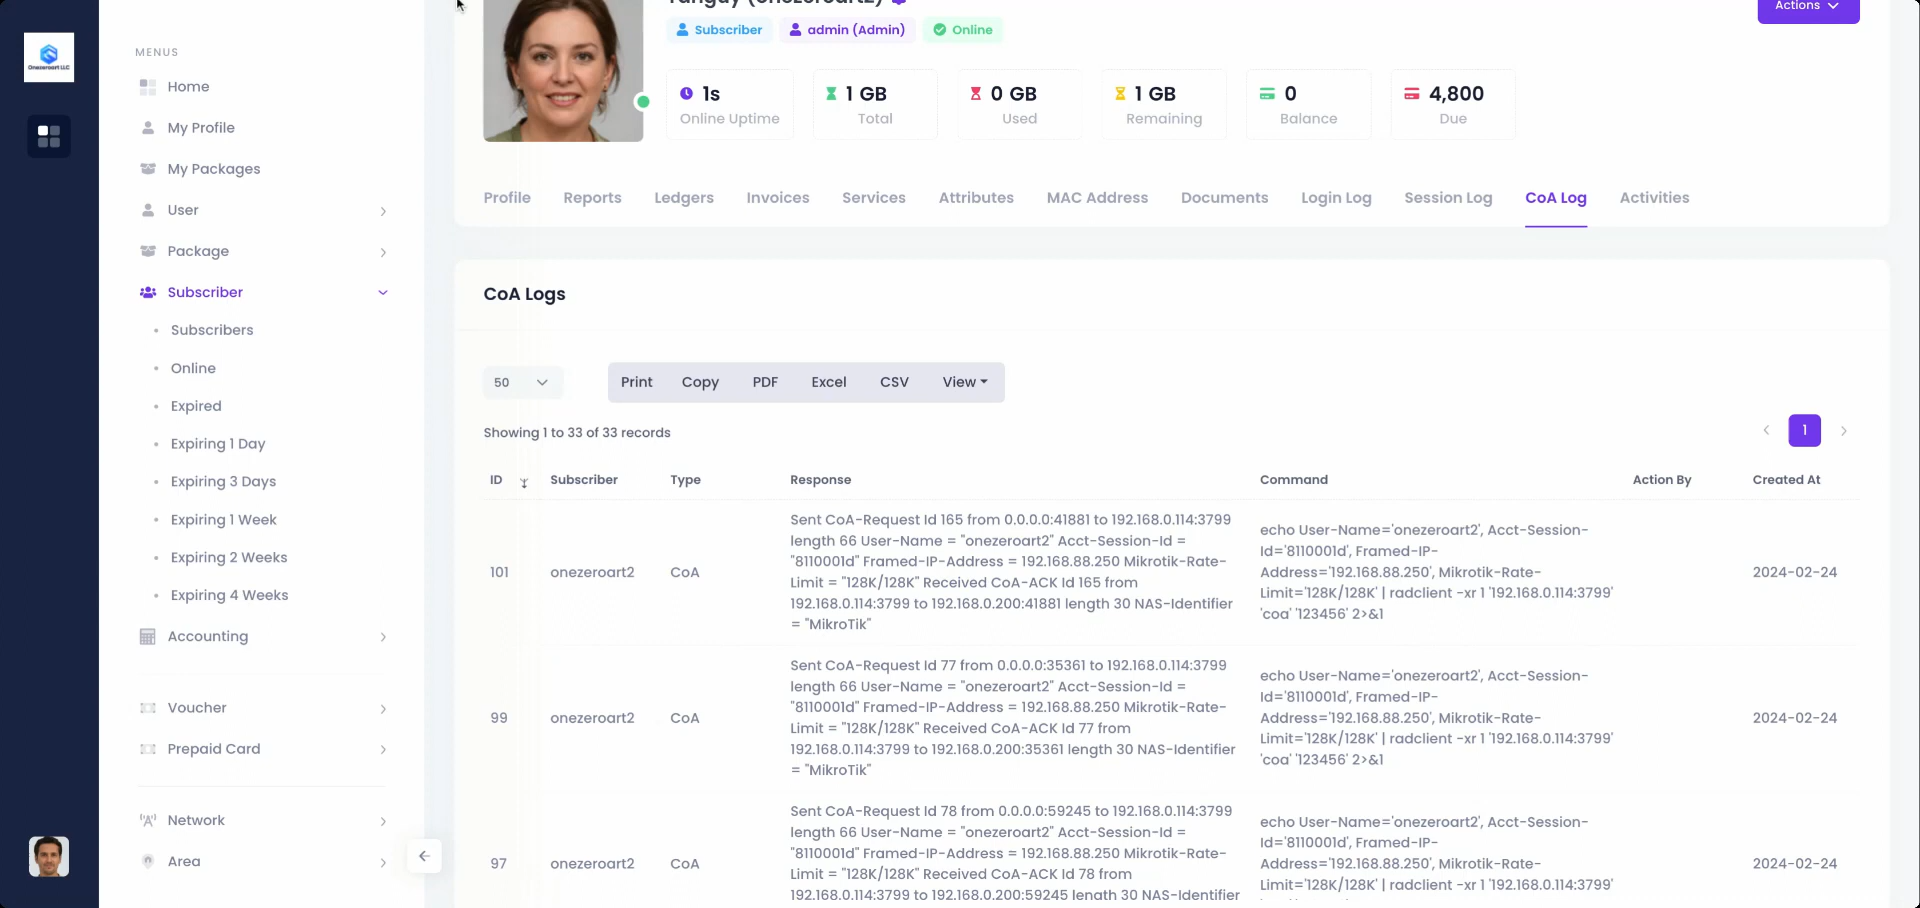 Onezeroart LLC
MENUS
Home
My Profile
My Packages
User
Package
Subscriber
Subscribers
Online
Expired
Expiring 1 Day
Expiring 3 Days
Expiring 1 Week
Expiring 2 Weeks
Expiring 4 Weeks
Accounting
Voucher
Prepaid Card
Network
Area
(onezeroart2)
Subscriber
admin (Admin)
Online
Actions
1s
Online Uptime
1 GB
Total
0 GB
Used
1 GB
Remaining
0
Balance
4,800
Due
Profile Reports Ledgers Invoices Services Attributes MAC Address Documents Login Log Session Log CoA Log Activities
CoA Logs
50
Print Copy PDF Excel CSV View
Showing 1 to 33 of 33 records
1
ID Subscriber Type Response Command Action By Created At
101
onezeroart2
CoA
Sent CoA-Request Id 165 from 0.0.0.0:41881 to 192.168.0.114:3799
length 66 User-Name = "onezeroart2" Acct-Session-Id =
"8110001d" Framed-IP-Address = 192.168.88.250 Mikrotik-Rate-
Limit = "128K/128K" Received CoA-ACK Id 165 from
192.168.0.114:3799 to 192.168.0.200:41881 length 30 NAS-Identifier
= "MikroTik"
echo User-Name='onezeroart2', Acct-Session-
Id='8110001d', Framed-IP-
Address='192.168.88.250', Mikrotik-Rate-
Limit='128K/128K' | radclient -xr 1 '192.168.0.114:3799'
'coa' '123456' 2>&1
2024-02-24
99
onezeroart2
CoA
Sent CoA-Request Id 77 from 0.0.0.0:35361 to 192.168.0.114:3799
length 66 User-Name = "onezeroart2" Acct-Session-Id =
"8110001d" Framed-IP-Address = 192.168.88.250 Mikrotik-Rate-
Limit = "128K/128K" Received CoA-ACK Id 77 from
192.168.0.114:3799 to 192.168.0.200:35361 length 30 NAS-Identifier
= "MikroTik"
echo User-Name='onezeroart2', Acct-Session-
Id='8110001d', Framed-IP-
Address='192.168.88.250', Mikrotik-Rate-
Limit='128K/128K' | radclient -xr 1 '192.168.0.114:3799'
'coa' '123456' 2>&1
2024-02-24
97
onezeroart2
CoA
Sent CoA-Request Id 78 from 0.0.0.0:59245 to 192.168.0.114:3799
length 66 User-Name = "onezeroart2" Acct-Session-Id =
"8110001d" Framed-IP-Address = 192.168.88.250 Mikrotik-Rate-
Limit = "128K/128K" Received CoA-ACK Id 78 from
192.168.0.114:3799 to 192.168.0.200:59245 length 30 NAS-Identifier
echo User-Name='onezeroart2', Acct-Session-
Id='8110001d', Framed-IP-
Address='192.168.88.250', Mikrotik-Rate-
Limit='128K/128K' | radclient -xr 1 '192.168.0.114:3799'
2024-02-24